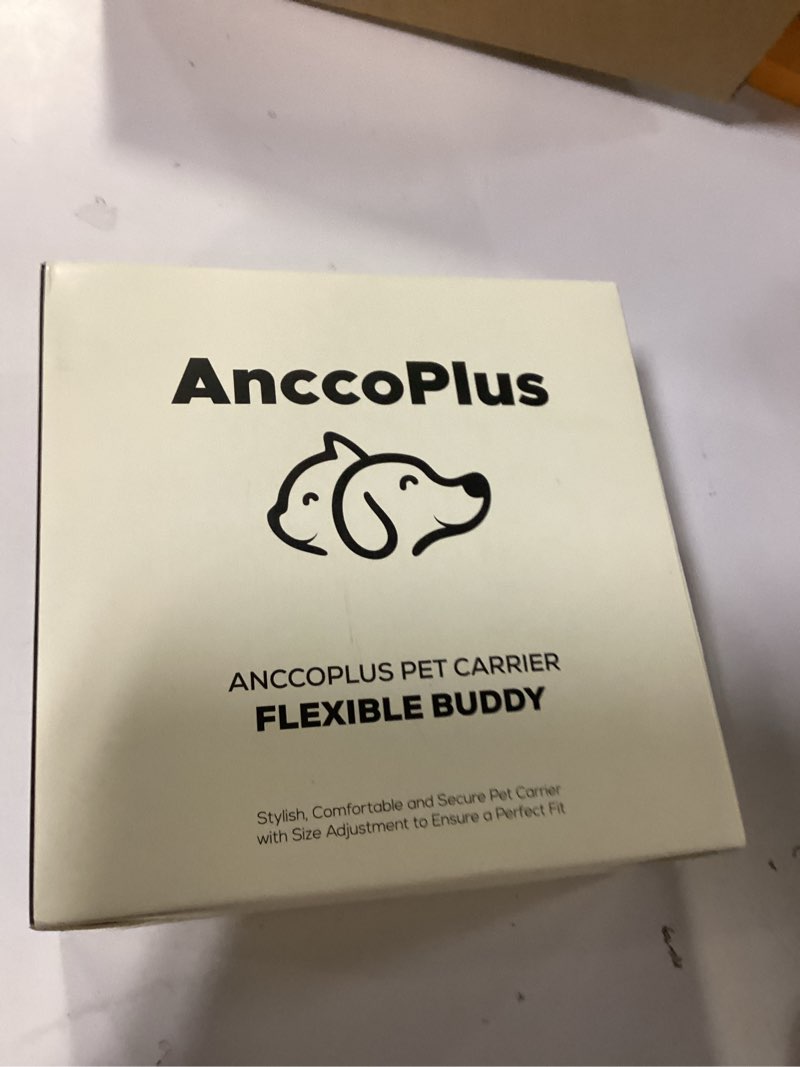 AnccoPlus
ANCCOPLUS PET CARRIER
FLEXIBLE BUDDY
Stylish, Comfortable and Secure Pet Carrier
with Size Adjustment to Ensure a Perfect Fit